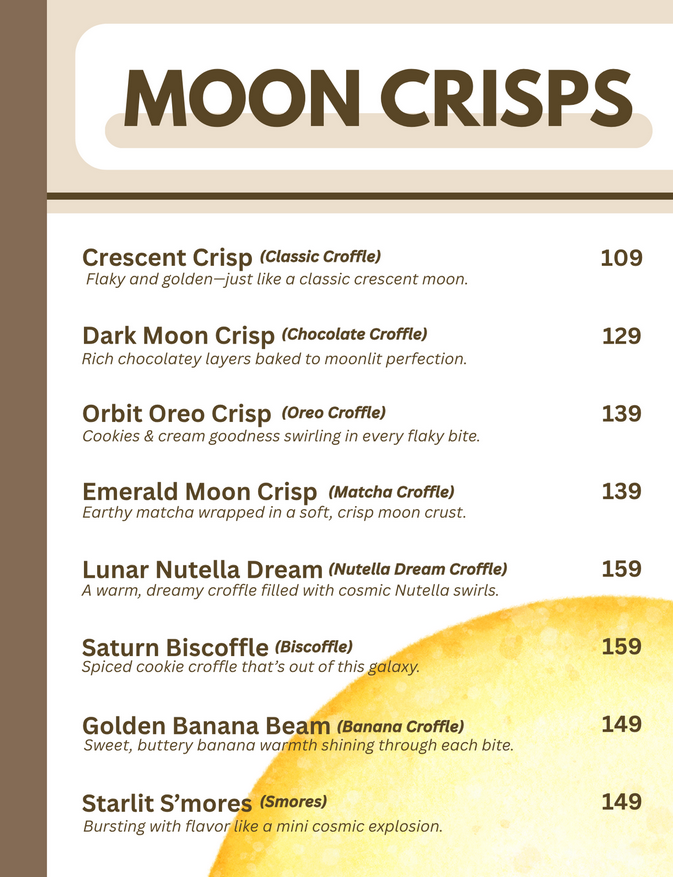 MOON CRISPS
Crescent Crisp (Classic Croffle) 109
Flaky and golden—just like a classic crescent moon.
Dark Moon Crisp (Chocolate Croffle) 129
Rich chocolatey layers baked to moonlit perfection.
Orbit Oreo Crisp (Oreo Croffle) 139
Cookies & cream goodness swirling in every flaky bite.
Emerald Moon Crisp (Matcha Croffle) 139
Earthy matcha wrapped in a soft, crisp moon crust.
Lunar Nutella Dream (Nutella Dream Croffle) 159
A warm, dreamy croffle filled with cosmic Nutella swirls.
Saturn Biscoffle (Biscoffle) 159
Spiced cookie croffle that’s out of this galaxy.
Golden Banana Beam (Banana Croffle) 149
Sweet, buttery banana warmth shining through each bite.
Starlit S’mores (Smores) 149
Bursting with flavor like a mini cosmic explosion.